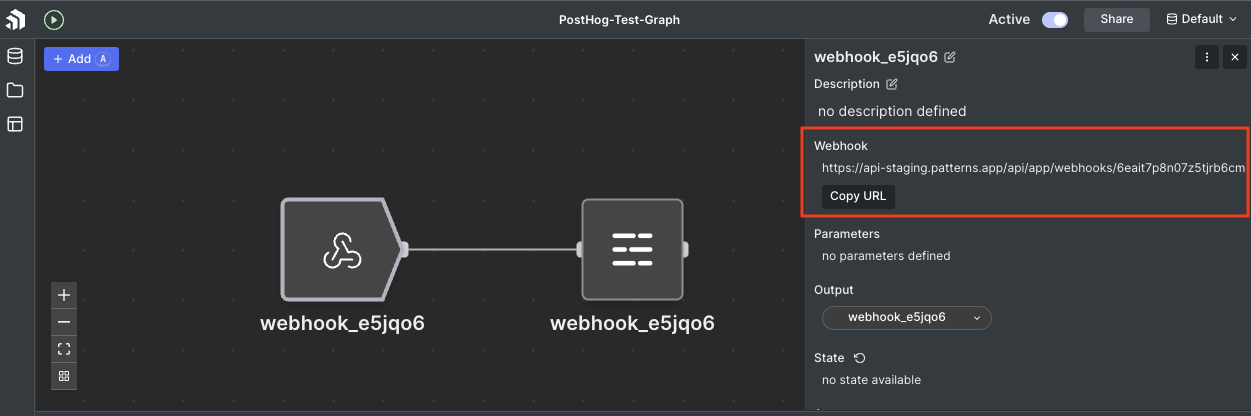 PostHog-Test-Graph
Active
Share
Default
+ Add A
webhook_e5jqo6
webhook_e5jqo6
webhook_e5jqo6
Description
no description defined
Webhook
https://api-staging.patterns.app/api/app/webhooks/6eait7p8n07z5tjrb6cm
Copy URL
Parameters
no parameters defined
Output
webhook_e5jqo6
State
no state available